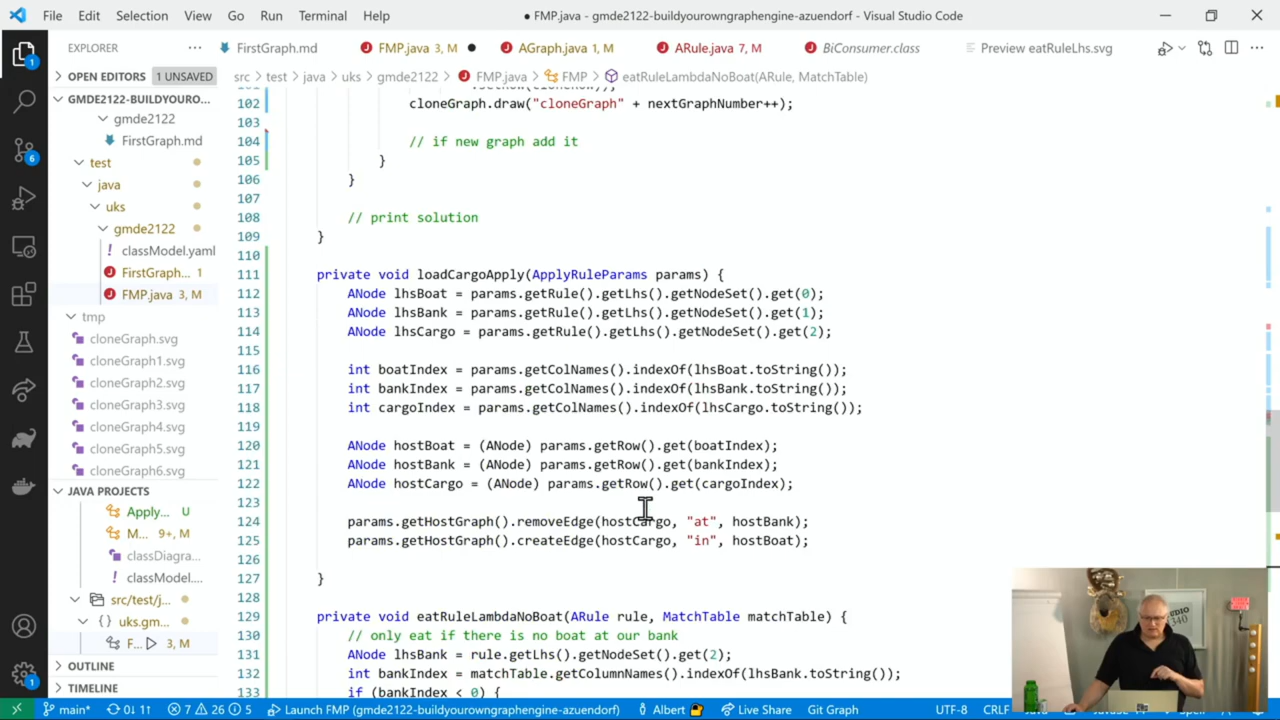 File Edit Selection View Go Run Terminal Help
● FMP.java - gmde2122-buildyourowngraphengine-azuendorf - Visual Studio Code
EXPLORER ···
FirstGraph.md FMP.java 3, M ● AGraph.java 1, M ARule.java 7, M BiConsumer.class Preview eatRuleLhs.svg
OPEN EDITORS 1 UNSAVED
src > test > java > uks > gmde2122 > FMP.java > FMP > eatRuleLambdaNoBoat(ARule, MatchTable)
GMDE2122-BUILDYOURO...
gmde2122
FirstGraph.md
test
java
uks
gmde2122
classModel.yaml
FirstGraph... 1
FMP.java 3, M
tmp
cloneGraph.svg
cloneGraph1.svg
cloneGraph2.svg
cloneGraph3.svg
cloneGraph4.svg
cloneGraph5.svg
cloneGraph6.svg
JAVA PROJECTS
Apply... U
M... 9+, M
classDiagra...
classModel....
src/test/j...
uks.gm...
F... 3, M
OUTLINE
TIMELINE
102 cloneGraph.draw("cloneGraph" + nextGraphNumber++);
103
104 // if new graph add it
105 }
106 }
107
108 // print solution
109 }
110
111 private void loadCargoApply(ApplyRuleParams params) {
112 ANode lhsBoat = params.getRule().getLhs().getNodeSet().get(0);
113 ANode lhsBank = params.getRule().getLhs().getNodeSet().get(1);
114 ANode lhsCargo = params.getRule().getLhs().getNodeSet().get(2);
115
116 int boatIndex = params.getColNames().indexOf(lhsBoat.toString());
117 int bankIndex = params.getColNames().indexOf(lhsBank.toString());
118 int cargoIndex = params.getColNames().indexOf(lhsCargo.toString());
119
120 ANode hostBoat = (ANode) params.getRow().get(boatIndex);
121 ANode hostBank = (ANode) params.getRow().get(bankIndex);
122 ANode hostCargo = (ANode) params.getRow().get(cargoIndex);
123
124 params.getHostGraph().removeEdge(hostCargo, "at", hostBank);
125 params.getHostGraph().createEdge(hostCargo, "in", hostBoat);
126
127 }
128
129 private void eatRuleLambdaNoBoat(ARule rule, MatchTable matchTable) {
130 // only eat if there is no boat at our bank
131 ANode lhsBank = rule.getLhs().getNodeSet().get(2);
132 int bankIndex = matchTable.getColumnNames().indexOf(lhsBank.toString());
133 if (bankIndex < 0) {
STUDIO
340
main* 0↓ 1↑ 7 26 5 Launch FMP (gmde2122-buildyourowngraphengine-azuendorf) Albert Live Share Git Graph UTF-8 CRLF